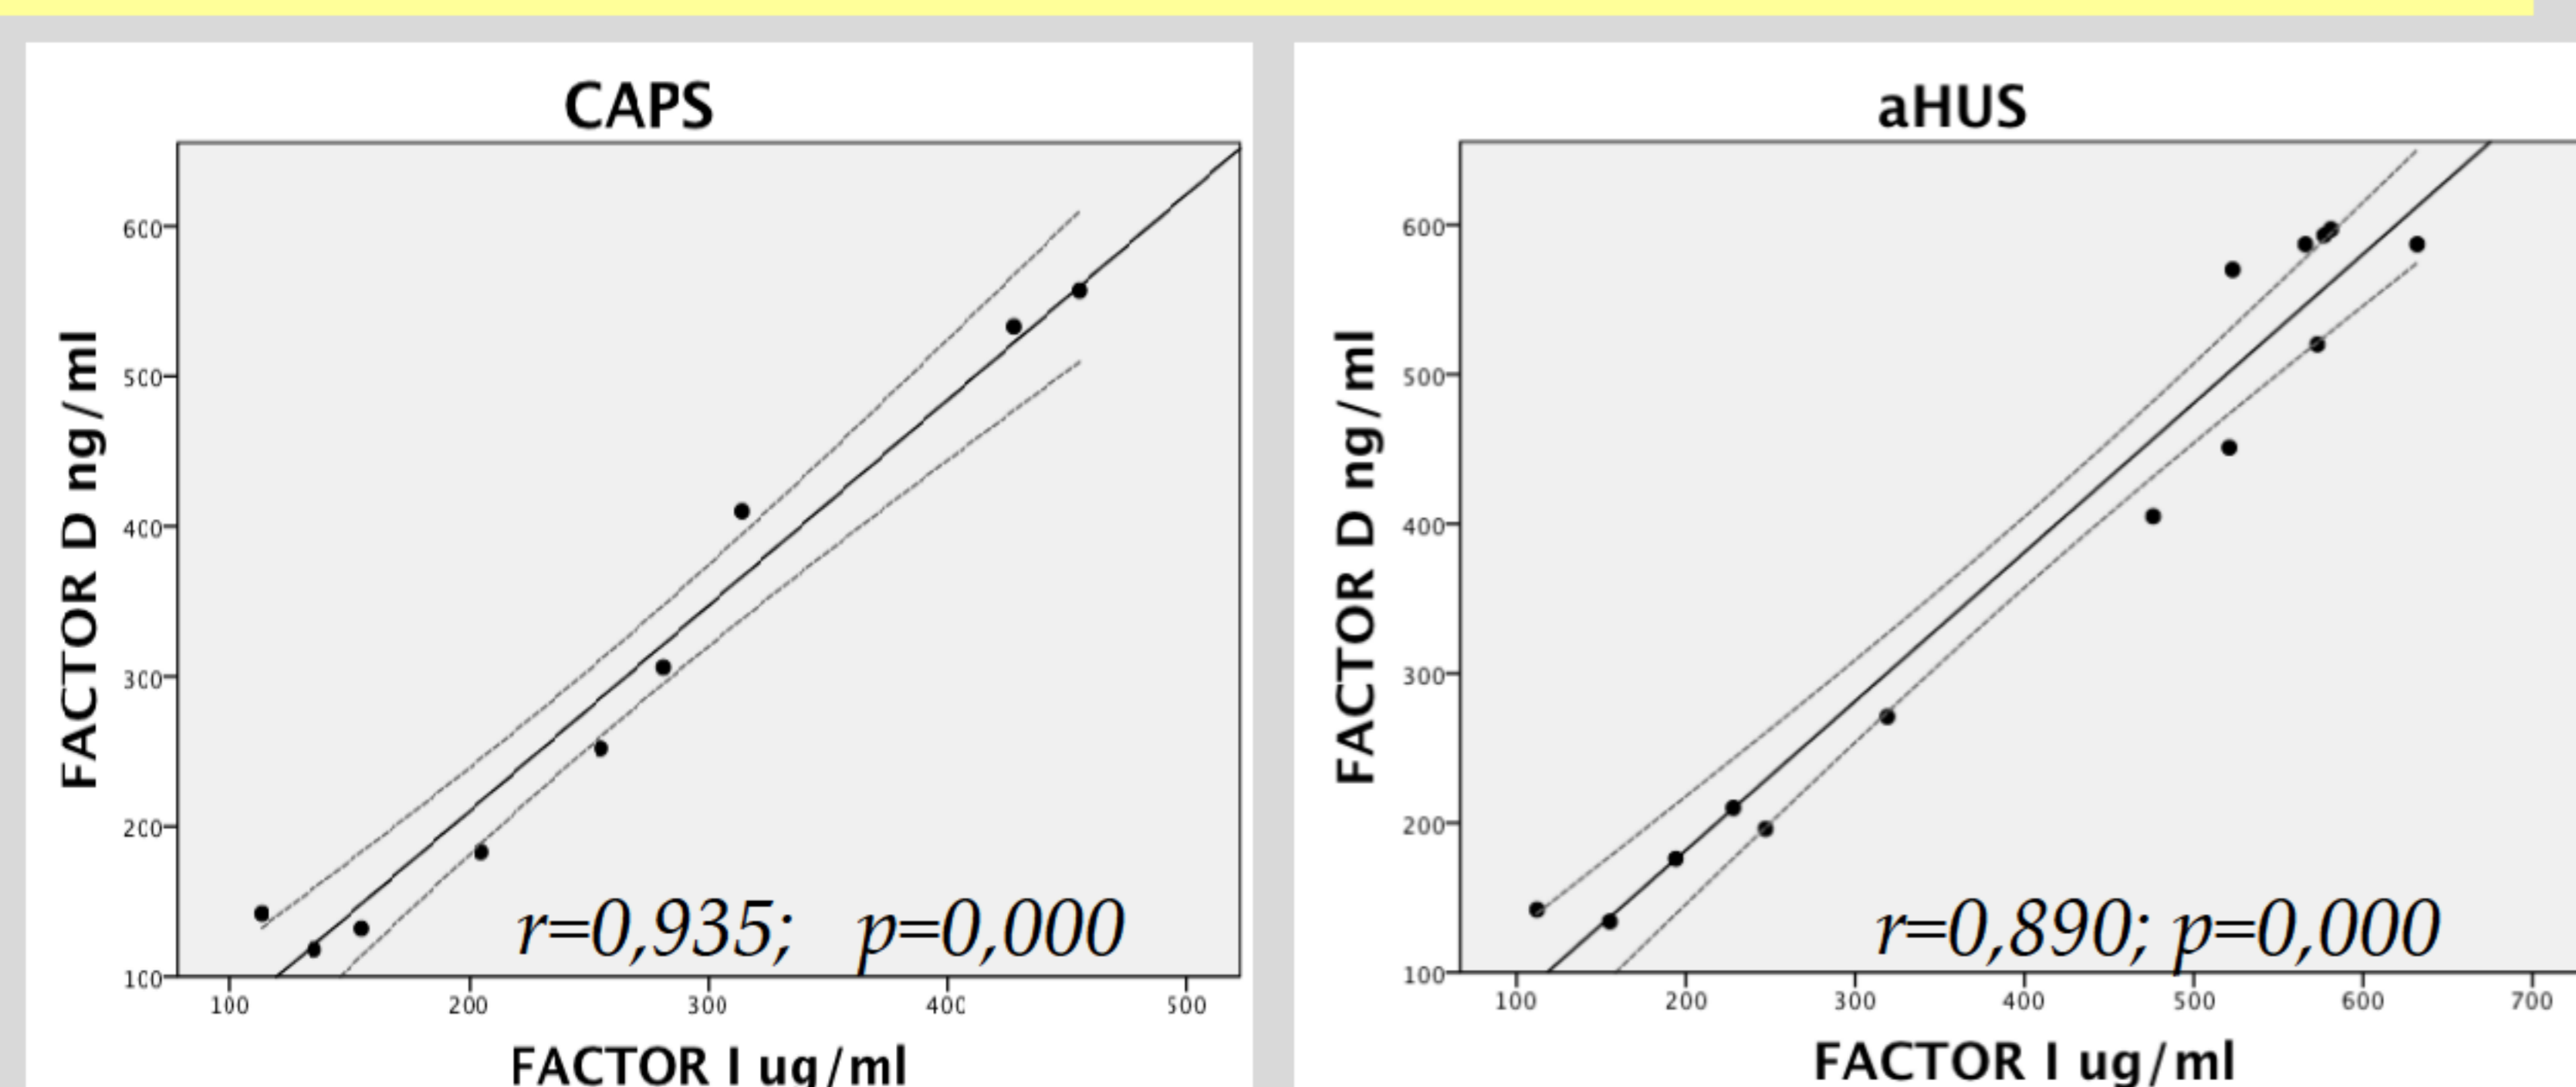 CAPS
FACTOR D ng/ml
600
500
400
300
200
100
r=0,935; p=0,000
100 200 300 400 500
FACTOR I ug/ml
aHUS
FACTOR D ng/ml
600
500
400
300
200
100
r=0,890; p=0,000
100 200 300 400 500 600 700
FACTOR I ug/ml